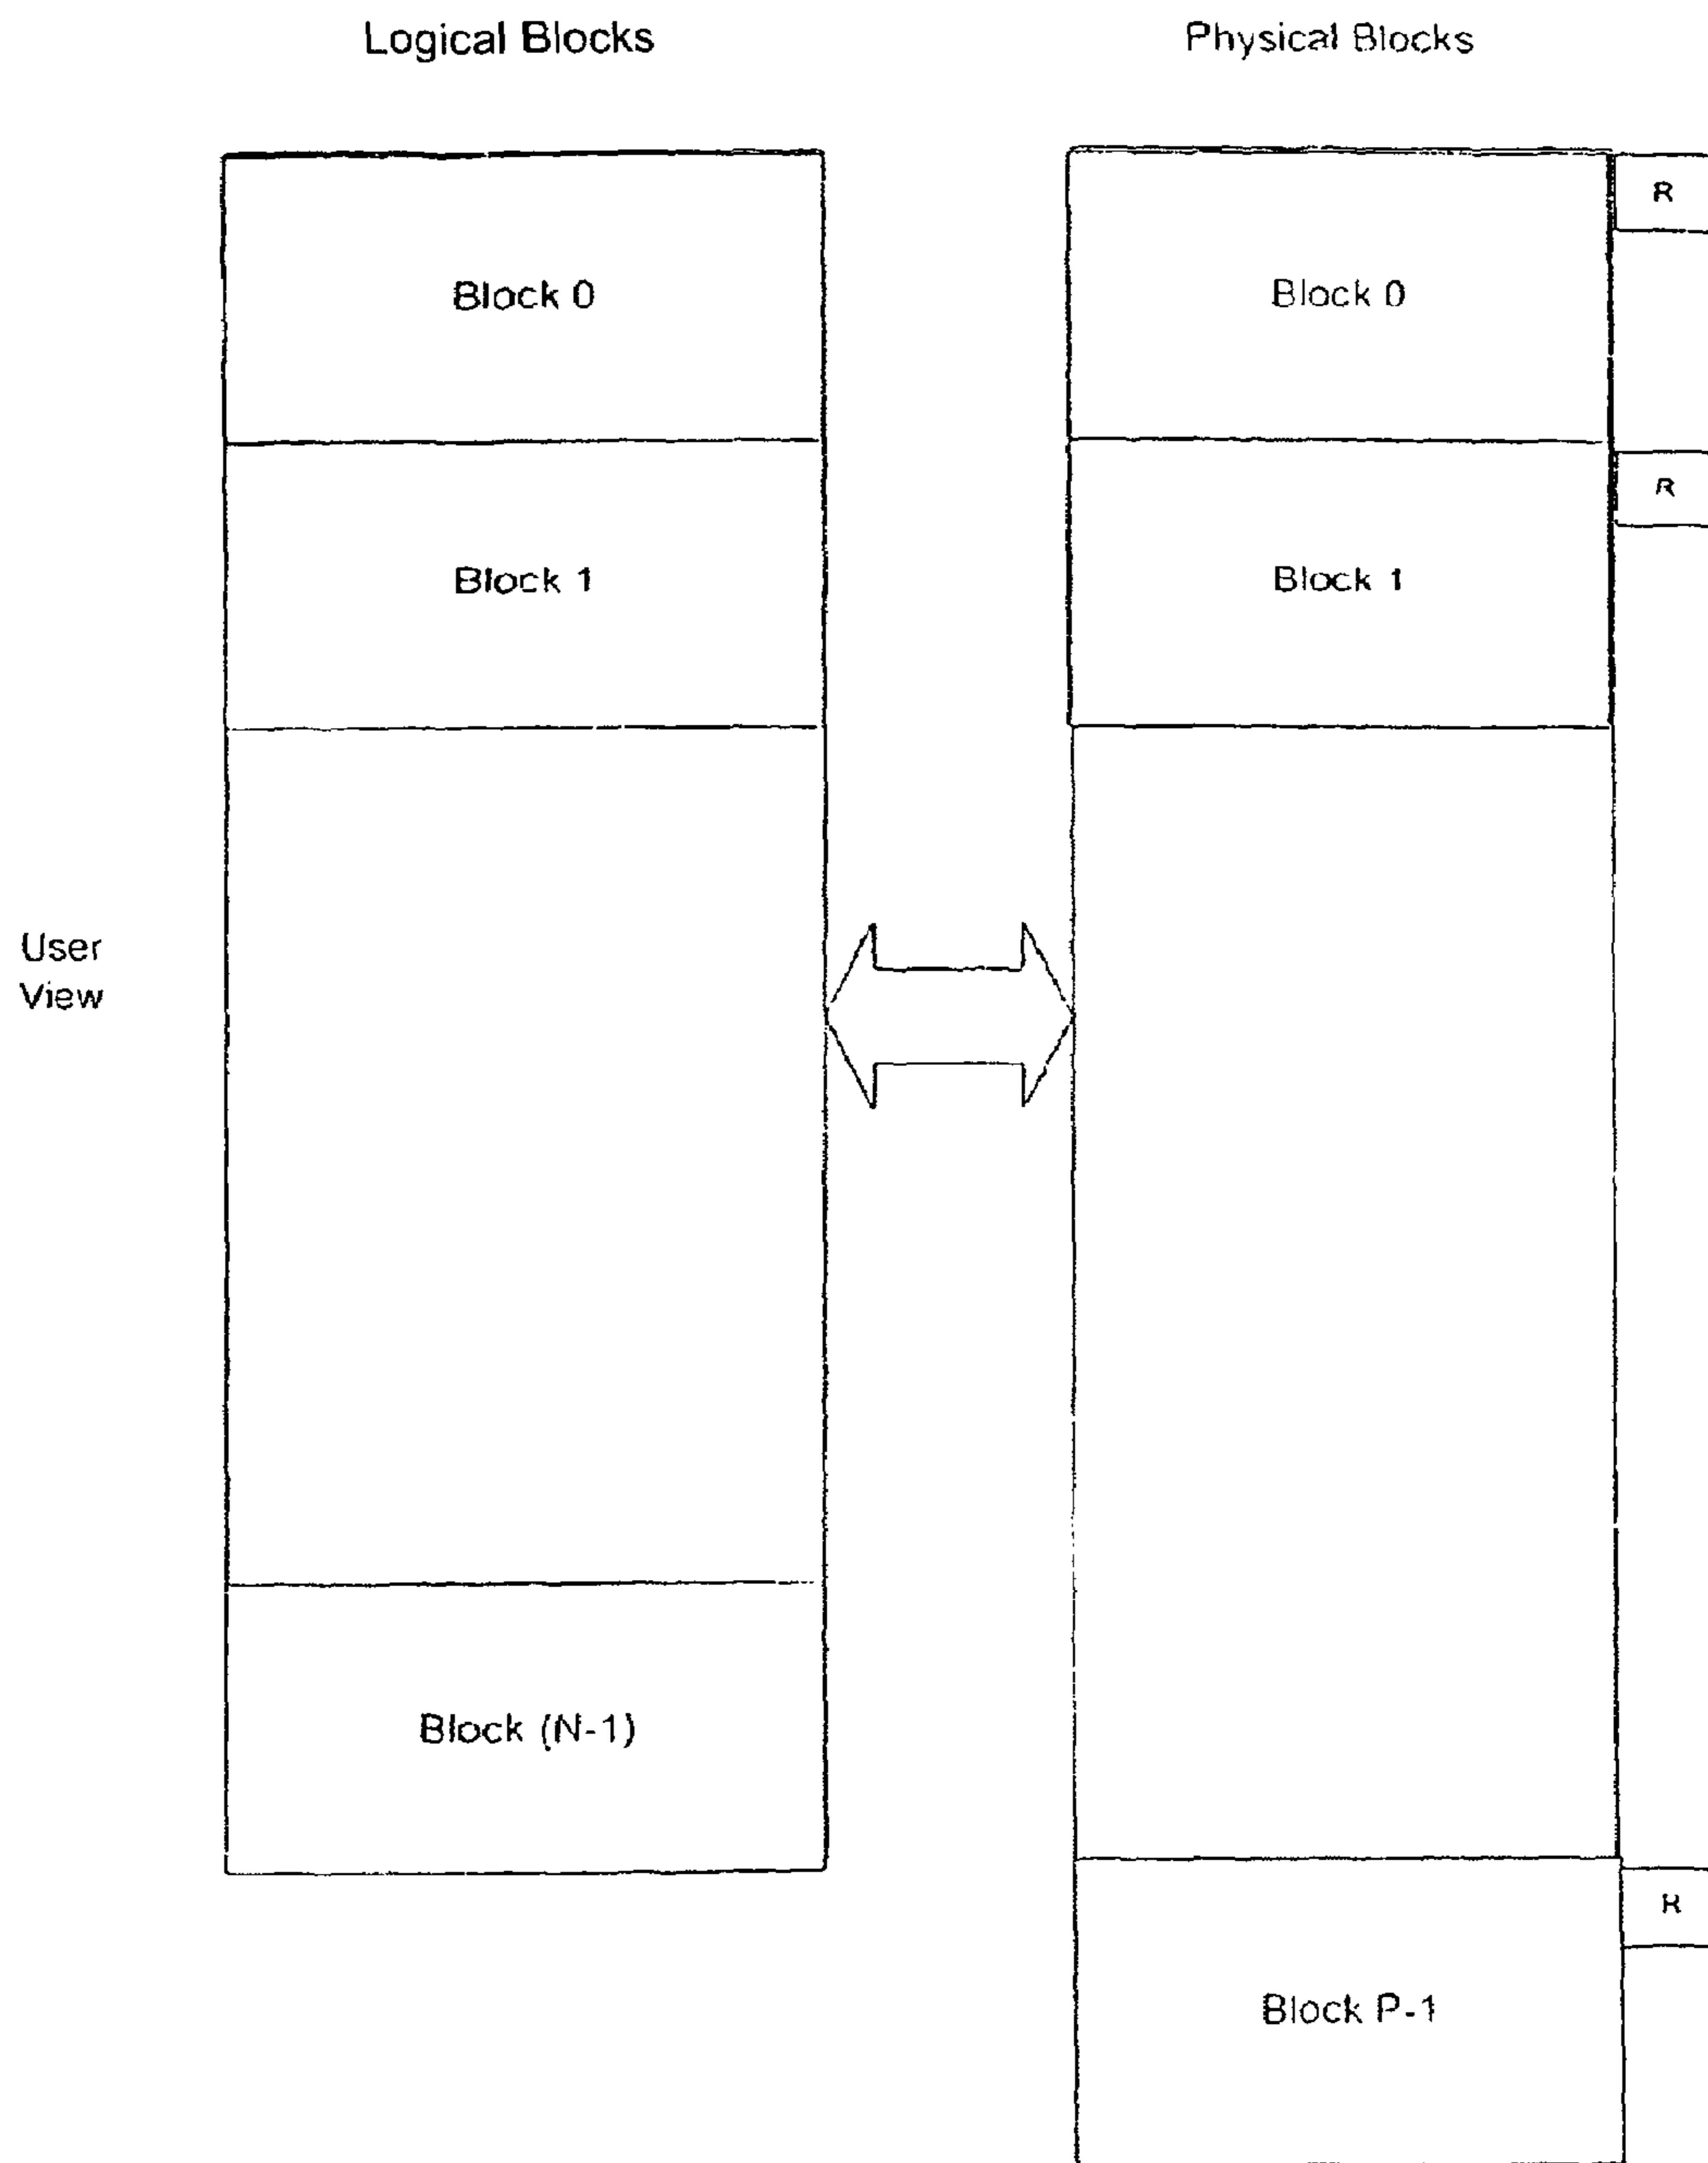 Logical Blocks
Physical Blocks
Block 0
Block 0
R
Block 1
Block 1
R
User
View
Block (N-1)
Block P-1
R